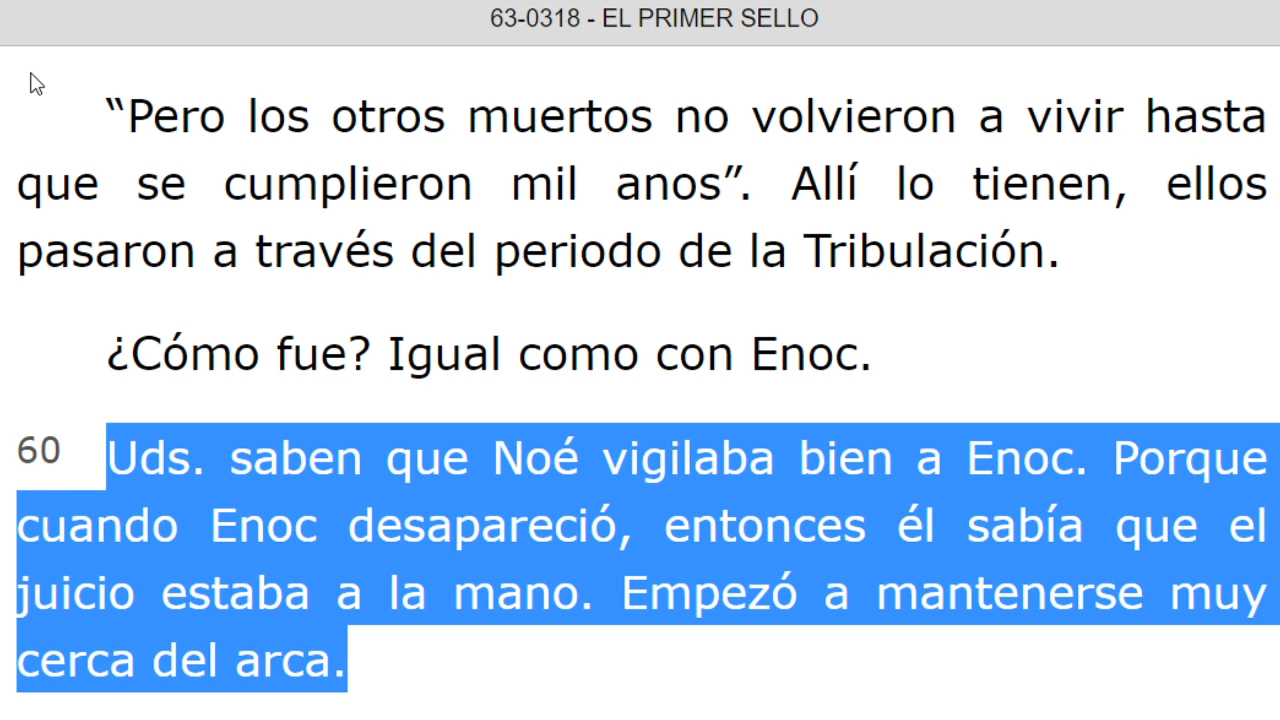 63-0318 - EL PRIMER SELLO
“Pero los otros muertos no volvieron a vivir hasta
que se cumplieron mil anos”. Allí lo tienen, ellos
pasaron a través del periodo de la Tribulación.
¿Cómo fue? Igual como con Enoc.
60 Uds. saben que Noé vigilaba bien a Enoc. Porque
cuando Enoc desapareció, entonces él sabía que el
juicio estaba a la mano. Empezó a mantenerse muy
cerca del arca.